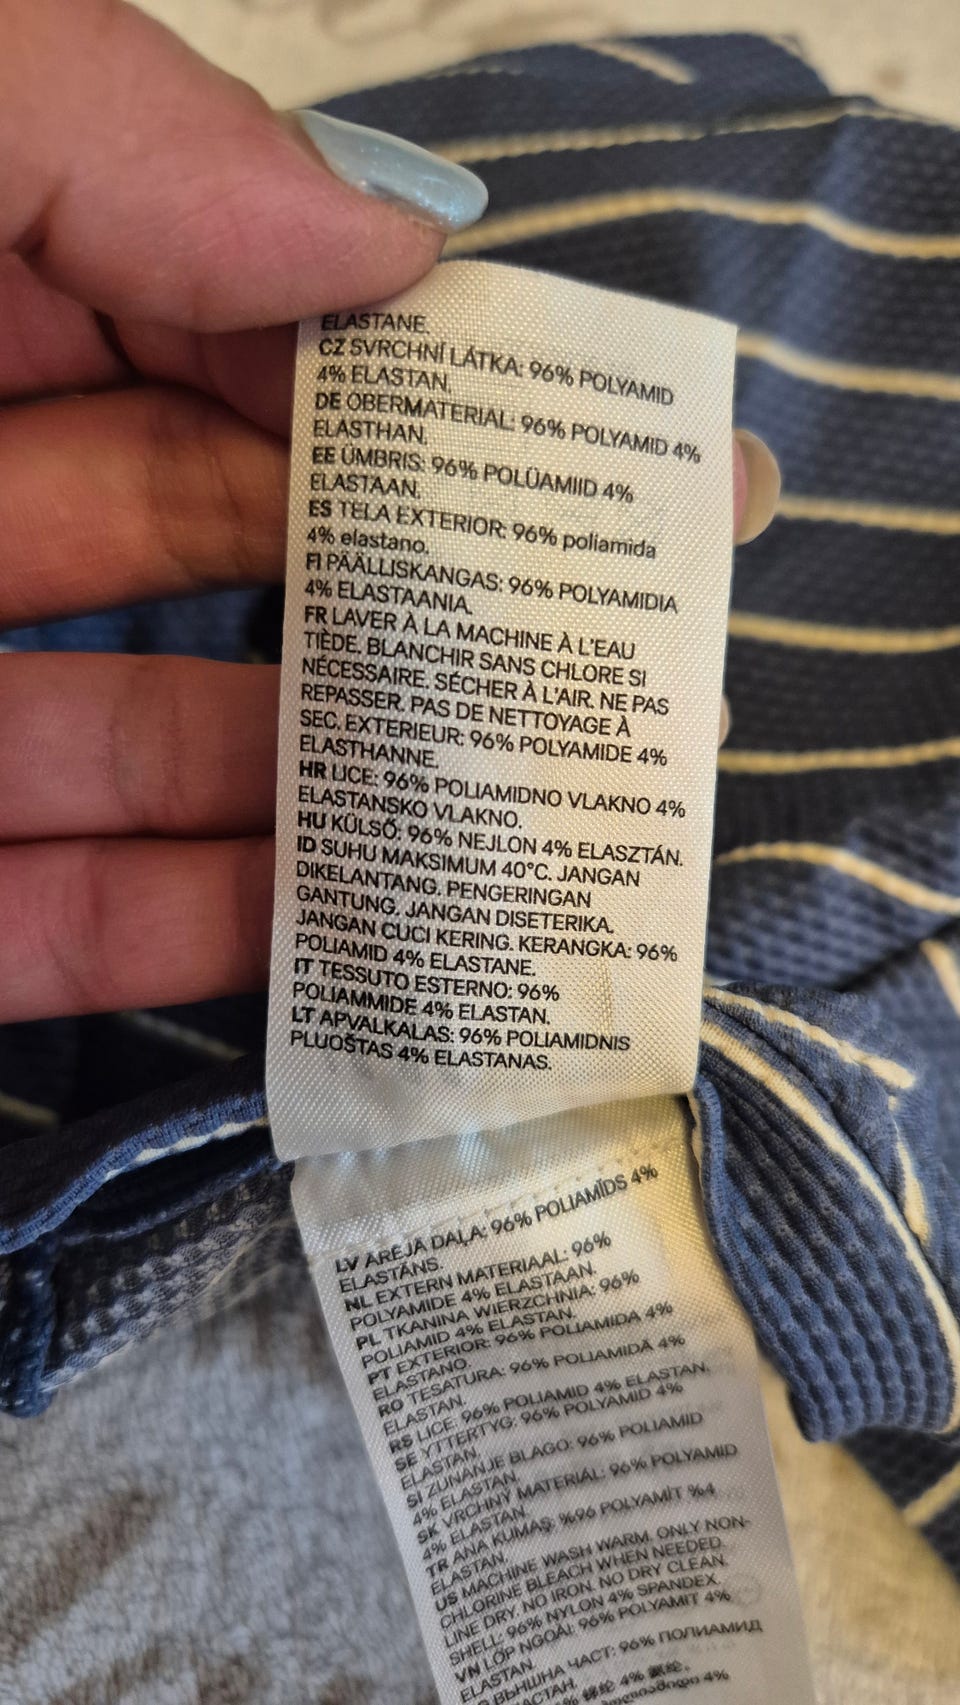 ELASTANE.
CZ SVRCHNÍ LÁTKA: 96% POLYAMID
4% ELASTAN.
DE OBERMATERIAL: 96% POLYAMID 4%
ELASTHAN.
EE ÜMBRIS: 96% POLÜAMIID 4%
ELASTAAN.
ES TELA EXTERIOR: 96% poliamida
4% elastano.
FI PÄÄLLISKANGAS: 96% POLYAMIDIA
4% ELASTAANIA.
FR LAVER À LA MACHINE À L'EAU
TIÈDE. BLANCHIR SANS CHLORE SI
NÉCESSAIRE. SÉCHER À L'AIR. NE PAS
REPASSER. PAS DE NETTOYAGE À
SEC. EXTERIEUR: 96% POLYAMIDE 4%
ELASTHANNE.
HR LICE: 96% POLIAMIDNO VLAKNO 4%
ELASTANSKO VLAKNO.
HU KÜLSŐ: 96% NEJLON 4% ELASZTÁN.
ID SUHU MAKSIMUM 40°C. JANGAN
DIKELANTANG. PENGERINGAN
GANTUNG. JANGAN DISETERIKA.
JANGAN CUCI KERING. KERANGKA: 96%
POLIAMID 4% ELASTANE.
IT TESSUTO ESTERNO: 96%
POLIAMMIDE 4% ELASTAN.
LT APVALKALAS: 96% POLIAMIDNIS
PLUOŠTAS 4% ELASTANAS.
LV ĀRĒJĀ DAĻA: 96% POLIAMĪDS 4%
ELASTĀNS.
NL EXTERN MATERIAAL: 96%
POLYAMIDE 4% ELASTAAN.
PL TKANINA WIERZCHNIA: 96%
POLIAMID 4% ELASTAN.
PT EXTERIOR: 96% POLIAMIDA 4%
ELASTANO.
RO TESATURA: 96% POLIAMIDĂ 4%
ELASTAN.
RS LICE: 96% POLIAMID 4% ELASTAN.
SE YTTERTYG: 96% POLYAMID 4%
ELASTAN.
SI ZUNANJE BLAGO: 96% POLIAMID
4% ELASTAN.
SK VRCHNÝ MATERIÁL: 96% POLYAMID
4% ELASTAN.
TR ANA KUMAŞ: %96 POLYAMİT %4
ELASTAN.
US MACHINE WASH WARM. ONLY NON-
CHLORINE BLEACH WHEN NEEDED.
LINE DRY. NO IRON. NO DRY CLEAN.
SHELL: 96% NYLON 4% SPANDEX.
VN LỚP NGOÀI: 96% POLYAMIT 4%
ELASTAN.
ВЪНШНА ЧАСТ: 96% ПОЛИАМИД
4%
4%